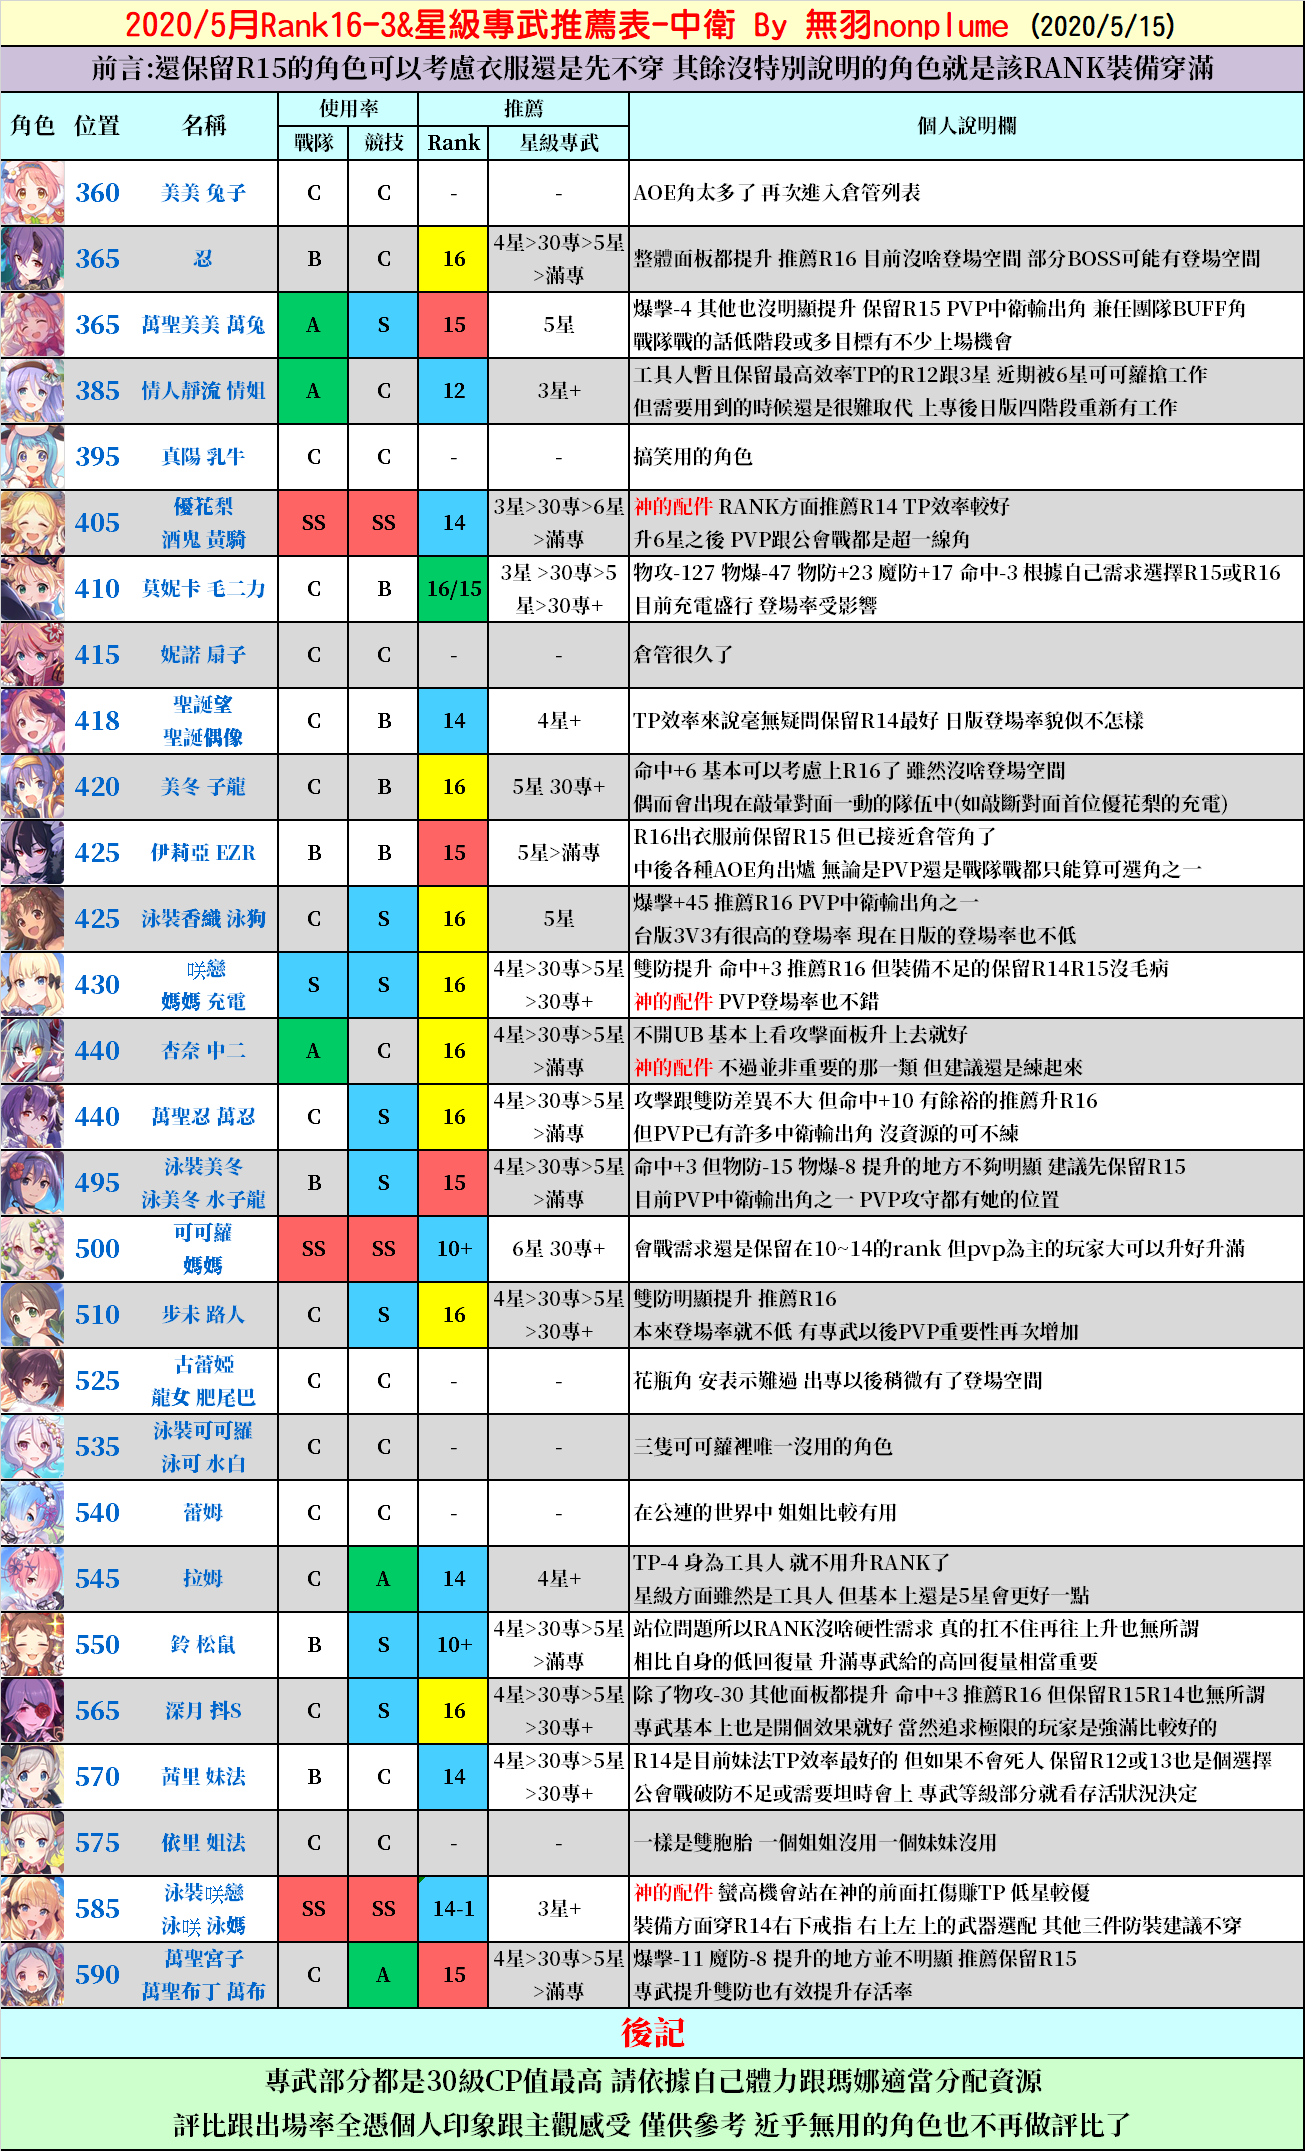 2020/5月Rank16-3&星級專武推薦表-中衛 By 無羽nonplume (2020/5/15)
前言:還保留R15的角色可以考慮衣服還是先不穿 其餘沒特別說明的角色就是該RANK裝備穿滿
角色 位置 名稱 使用率 推薦 個人說明欄
戰隊 競技 Rank 星級專武
360 美美 兔子 C C - - AOE角太多了 再次進入倉管列表
365 忍 B C 16 4星>30專>5星
>滿專
整體面板都提升 推薦R16 目前沒啥登場空間 部分BOSS可能有登場空間
365 萬聖美美 萬兔 A S 15 5星
爆擊-4 其他也沒明顯提升 保留R15 PVP中衛輸出角 兼任團隊BUFF角
戰隊戰的話低階段或多目標有不少上場機會
385 情人靜流 情姐 A C 12 3星+
工具人暫且保留最高效率TP的R12跟3星 近期被6星可可蘿搶工作
但需要用到的時候還是很難取代 上專後日版四階段重新有工作
395 真陽 乳牛 C C - - 搞笑用的角色
405 優花梨
酒鬼 黃騎
SS SS 14 3星>30專>6星
>滿專
神的配件 RANK方面推薦R14 TP效率較好
升6星之後 PVP跟公會戰都是超一線角
410 莫妮卡 毛二力 C B 16/15 3星 >30專>5
星>30專+
物攻-127 物爆-47 物防+23 魔防+17 命中-3 根據自己需求選擇R15或R16
目前充電盛行 登場率受影響
415 妮諾 扇子 C C - - 倉管很久了
418 聖誕望
聖誕偶像
C B 14 4星+ TP效率來說毫無疑問保留R14最好 日版登場率貌似不怎樣
420 美冬 子龍 C B 16 5星 30專+
命中+6 基本可以考慮上R16了 雖然沒啥登場空間
偶而會出現在敲暈對面一動的隊伍中(如敲斷對面首位優花梨的充電)
425 伊莉亞 EZR B B 15 5星>滿專
R16出衣服前保留R15 但已接近倉管角了
中後各種AOE角出爐 無論是PVP還是戰隊戰都只能算可選角之一
425 泳裝香織 泳狗 C S 16 5星
爆擊+45 推薦R16 PVP中衛輸出角之一
台版3V3有很高的登場率 現在日版的登場率也不低
430 咲戀
媽媽 充電
S S 16 4星>30專>5星
>30專+
雙防提升 命中+3 推薦R16 但裝備不足的保留R14R15沒毛病
神的配件 PVP登場率也不錯
440 杏奈 中二 A C 16 4星>30專>5星
>滿專
不開UB 基本上看攻擊面板升上去就好
神的配件 不過並非重要的那一類 但建議還是練起來
440 萬聖忍 萬忍 C S 16 4星>30專>5星
>滿專
攻擊跟雙防差異不大 但命中+10 有餘裕的推薦升R16
但PVP已有許多中衛輸出角 沒資源的可不練
495 泳裝美冬
泳美冬 水子龍
B S 15 4星>30專>5星
>滿專
命中+3 但物防-15 物爆-8 提升的地方不夠明顯 建議先保留R15
目前PVP中衛輸出角之一 PVP攻守都有她的位置
500 可可蘿
媽媽
SS SS 10+ 6星 30專+ 會戰需求還是保留在10~14的rank 但pvp為主的玩家大可以升好升滿
510 步未 路人 C S 16 4星>30專>5星
>30專+
雙防明顯提升 推薦R16
本來登場率就不低 有專武以後PVP重要性再次增加
525 古蕾婭
龍女 肥尾巴
C C - - 花瓶角 安表示難過 出專以後稍微有了登場空間
535 泳裝可可蘿
泳可 水白
C C - - 三隻可可蘿裡唯一沒用的角色
540 蕾姆 C C - - 在公連的世界中 姐姐比較有用
545 拉姆 C A 14 4星+
TP-4 身為工具人 就不用升RANK了
星級方面雖然是工具人 但基本上還是5星會更好一點
550 鈴 松鼠 B S 10+ 4星>30專>5星
>滿專
站位問題所以RANK沒啥硬性需求 真的扛不住再往上升也無所謂
相比自身的低回復量 升滿專武給的高回復量相當重要
565 深月 抖S C S 16 4星>30專>5星
>30專+
除了物攻-30 其他面板都提升 命中+3 推薦R16 但保留R15R14也無所謂
專武基本上也是開個效果就好 當然追求極限的玩家是強滿比較好的
570 茜里 妹法 B C 14 4星>30專>5星
>30專+
R14是目前妹法TP效率最好的 但如果不會死人 保留R12或13也是個選擇
公會戰破防不足或需要坦時會上 專武等級部分就看存活狀況決定
575 依里 姐法 C C - - 一樣是雙胞胎 一個姐姐沒用一個妹妹沒用
585 泳裝咲戀
泳咲 泳媽
SS SS 14-1 3星+
神的配件 蠻高機會站在神的前面扛傷賺TP 低星較優
裝備方面穿R14右下戒指 右上左上的武器選配 其他三件防裝建議不穿
590 萬聖宮子
萬聖布丁 萬布
C A 15 4星>30專>5星
>滿專
爆擊-11 魔防-8 提升的地方並不明顯 推薦保留R15
專武提升雙防也有效提升存活率
後記
專武部分都是30級CP值最高 請依據自己體力跟瑪娜適當分配資源
評比跟出場率全憑個人印象跟主觀感受 僅供參考 近乎無用的角色也不再做評比了